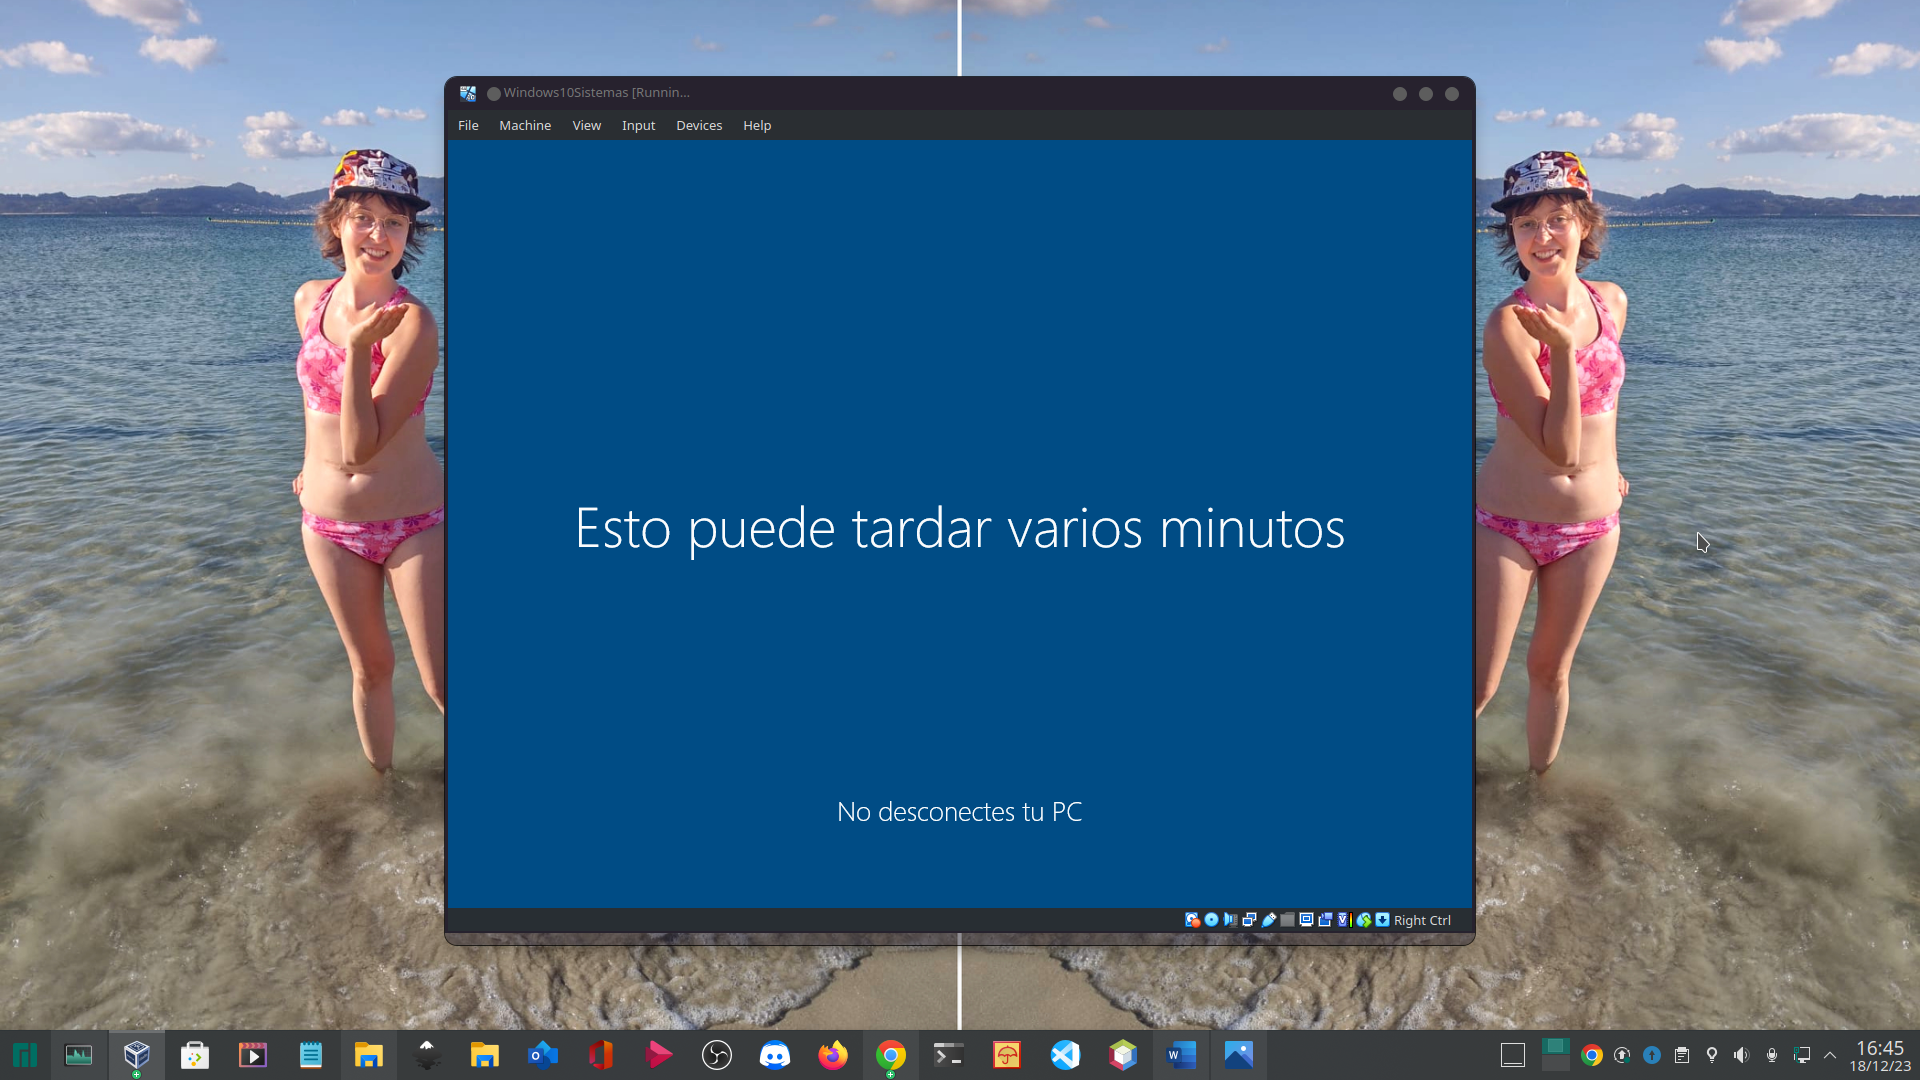 Windows10Sistemas [Runnin...
File Machine View Input Devices Help
Esto puede tardar varios minutos
No desconectes tu PC
Right Ctrl
16:45
18/12/23